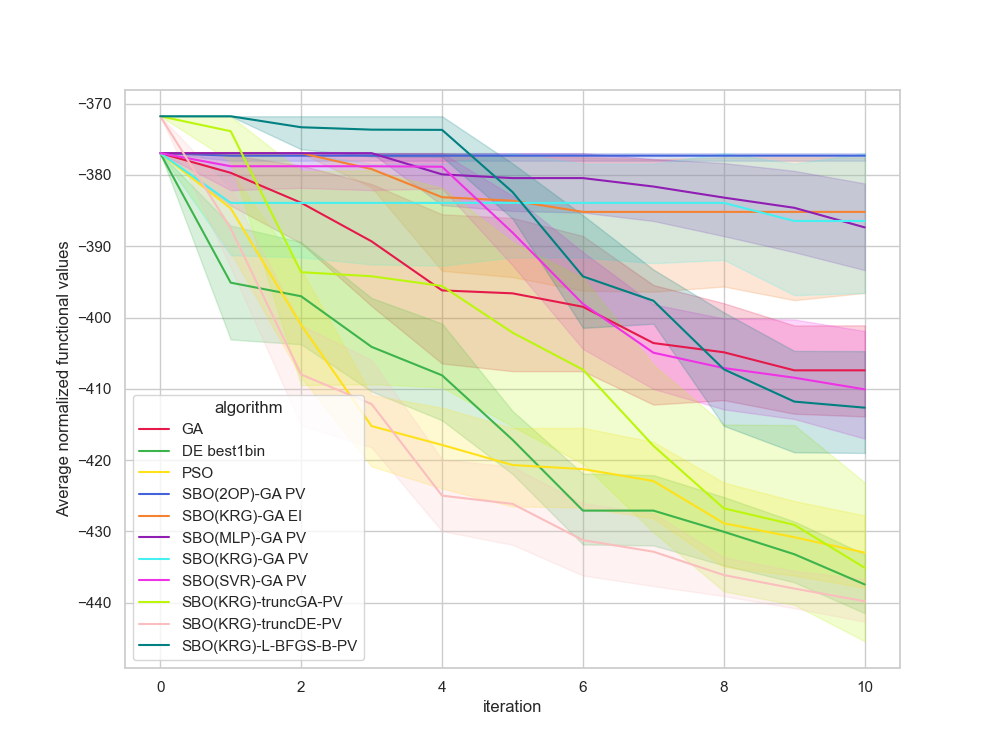 −370
−380
−390
−400
−410
−420
−430
−440
Average normalized functional values
algorithm
GA
DE best1bin
PSO
SBO(2OP)-GA PV
SBO(KRG)-GA EI
SBO(MLP)-GA PV
SBO(KRG)-GA PV
SBO(SVR)-GA PV
SBO(KRG)-truncGA-PV
SBO(KRG)-truncDE-PV
SBO(KRG)-L-BFGS-B-PV
0 2 4 6 8 10
iteration